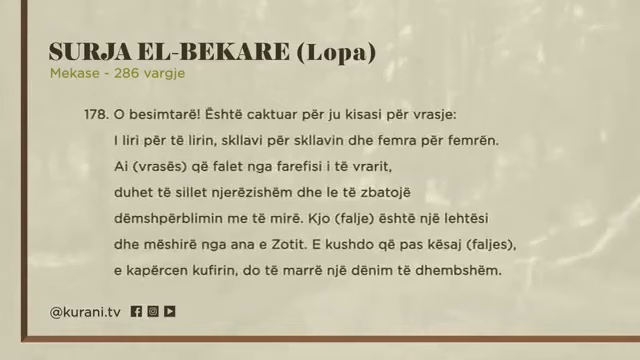 SURJA EL-BEKARE (Lopa)
Mekase - 286 vargje
178. O besimtarë! Është caktuar për ju kisasi për vrasje:
I liri për të lirin, skllavi për skllavin dhe femra për femrën.
Ai (vrasës) që falet nga farefisi i të vrarit,
duhet të sillet njerëzishëm dhe le të zbatojë
dëmshpërblimin me të mirë. Kjo (falje) është një lehtësi
dhe mëshirë nga ana e Zotit. E kushdo që pas kësaj (faljes),
e kapërcen kufirin, do të marrë një dënim të dhembshëm.
@kurani.tv